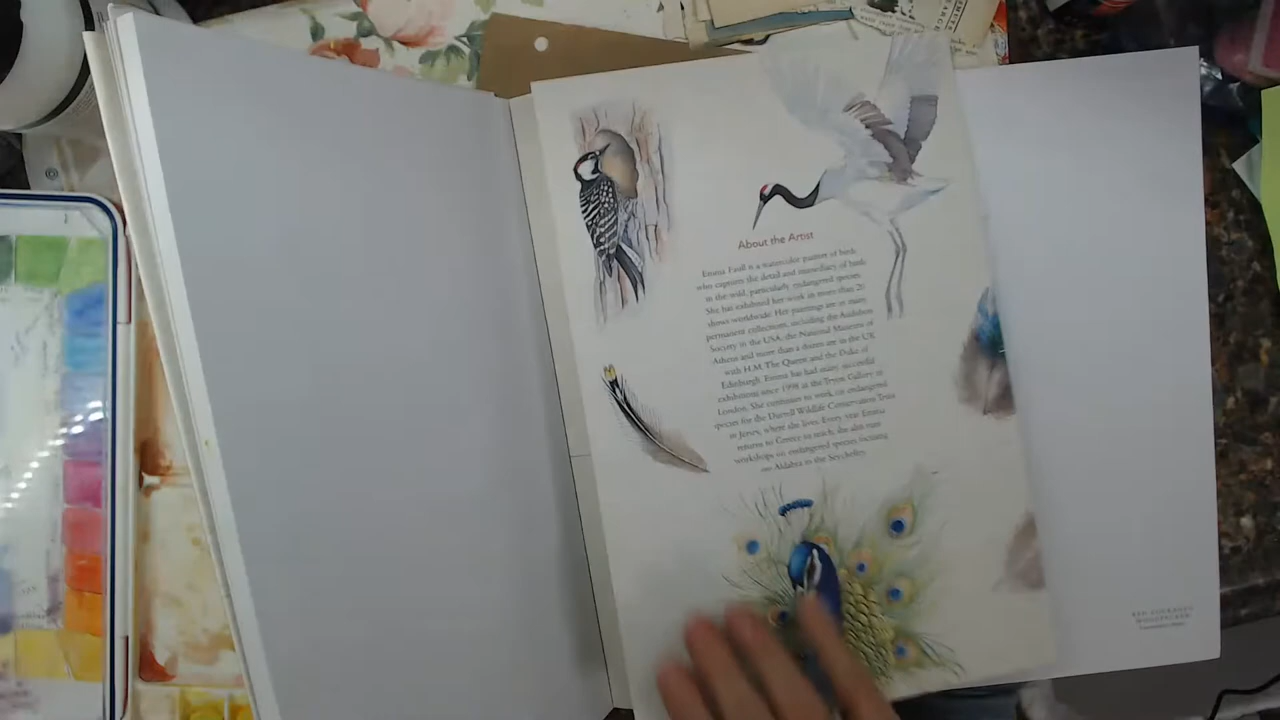 About the Artist
Emma Faull is a watercolor painter of birds
who captures the detail and immediacy of birds
in the wild, particularly endangered species.
She has exhibited her work in more than 20
shows worldwide. Her paintings are in many
permanent collections, including the Audubon
Society in the USA, the National Museum of
Athens and more than a dozen are in the UK
with H.M. The Queen and the Duke of
Edinburgh. Emma has had many successful
exhibitions since 1998 at the Tryon Gallery in
London. She continues to work on endangered
species for the Durrell Wildlife Conservation Trust
in Jersey, where she lives. Every year Emma
returns to Greece to teach, she also runs
workshops on endangered species
on Aldabra in the Seychelles.